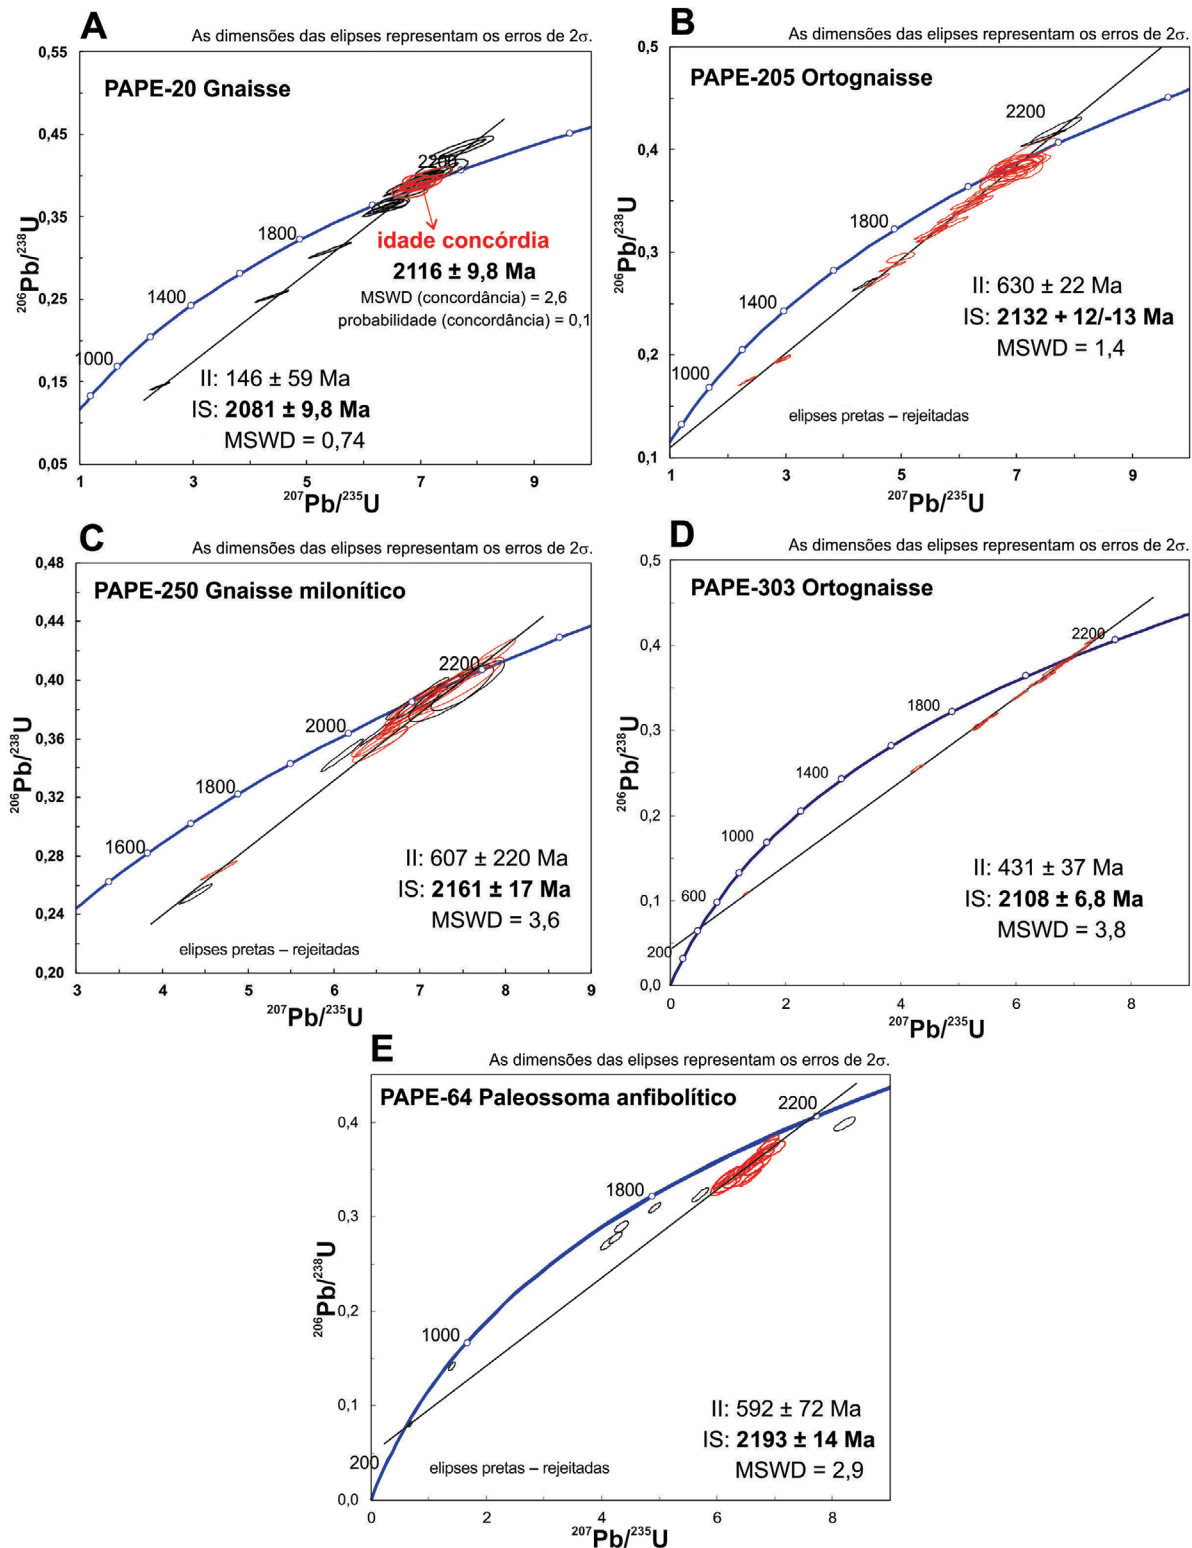 A
As dimensões das elipses representam os erros de 2σ.
PAPE-20 Gnaisse
0,55
0,45
0,35
0,25
0,15
0,05
206Pb/238U
2200
1800
1400
1000
idade concórdia
2116 ± 9,8 Ma
MSWD (concordância) = 2,6
probabilidade (concordância) = 0,1
II: 146 ± 59 Ma
IS: 2081 ± 9,8 Ma
MSWD = 0,74
1 3 5 7 9
207Pb/235U
B
As dimensões das elipses representam os erros de 2σ.
PAPE-205 Ortognaisse
0,5
0,4
0,3
0,2
0,1
206Pb/238U
2200
1800
1400
1000
II: 630 ± 22 Ma
IS: 2132 + 12/-13 Ma
MSWD = 1,4
elipses pretas – rejeitadas
1 3 5 7 9
207Pb/235U
C
As dimensões das elipses representam os erros de 2σ.
PAPE-250 Gnaisse milonítico
0,48
0,44
0,40
0,36
0,32
0,28
0,24
0,20
206Pb/238U
2200
2000
1800
1600
II: 607 ± 220 Ma
IS: 2161 ± 17 Ma
MSWD = 3,6
elipses pretas – rejeitadas
3 4 5 6 7 8 9
207Pb/235U
D
As dimensões das elipses representam os erros de 2σ.
PAPE-303 Ortognaisse
0,5
0,4
0,3
0,2
0,1
0,0
206Pb/238U
2200
1800
1400
1000
600
200
II: 431 ± 37 Ma
IS: 2108 ± 6,8 Ma
MSWD = 3,8
0 2 4 6 8
207Pb/235U
E
As dimensões das elipses representam os erros de 2σ.
PAPE-64 Paleossoma anfibolítico
0,4
0,3
0,2
0,1
0,0
206Pb/238U
2200
1800
1000
200
II: 592 ± 72 Ma
IS: 2193 ± 14 Ma
MSWD = 2,9
elipses pretas – rejeitadas
0 2 4 6 8
207Pb/235U